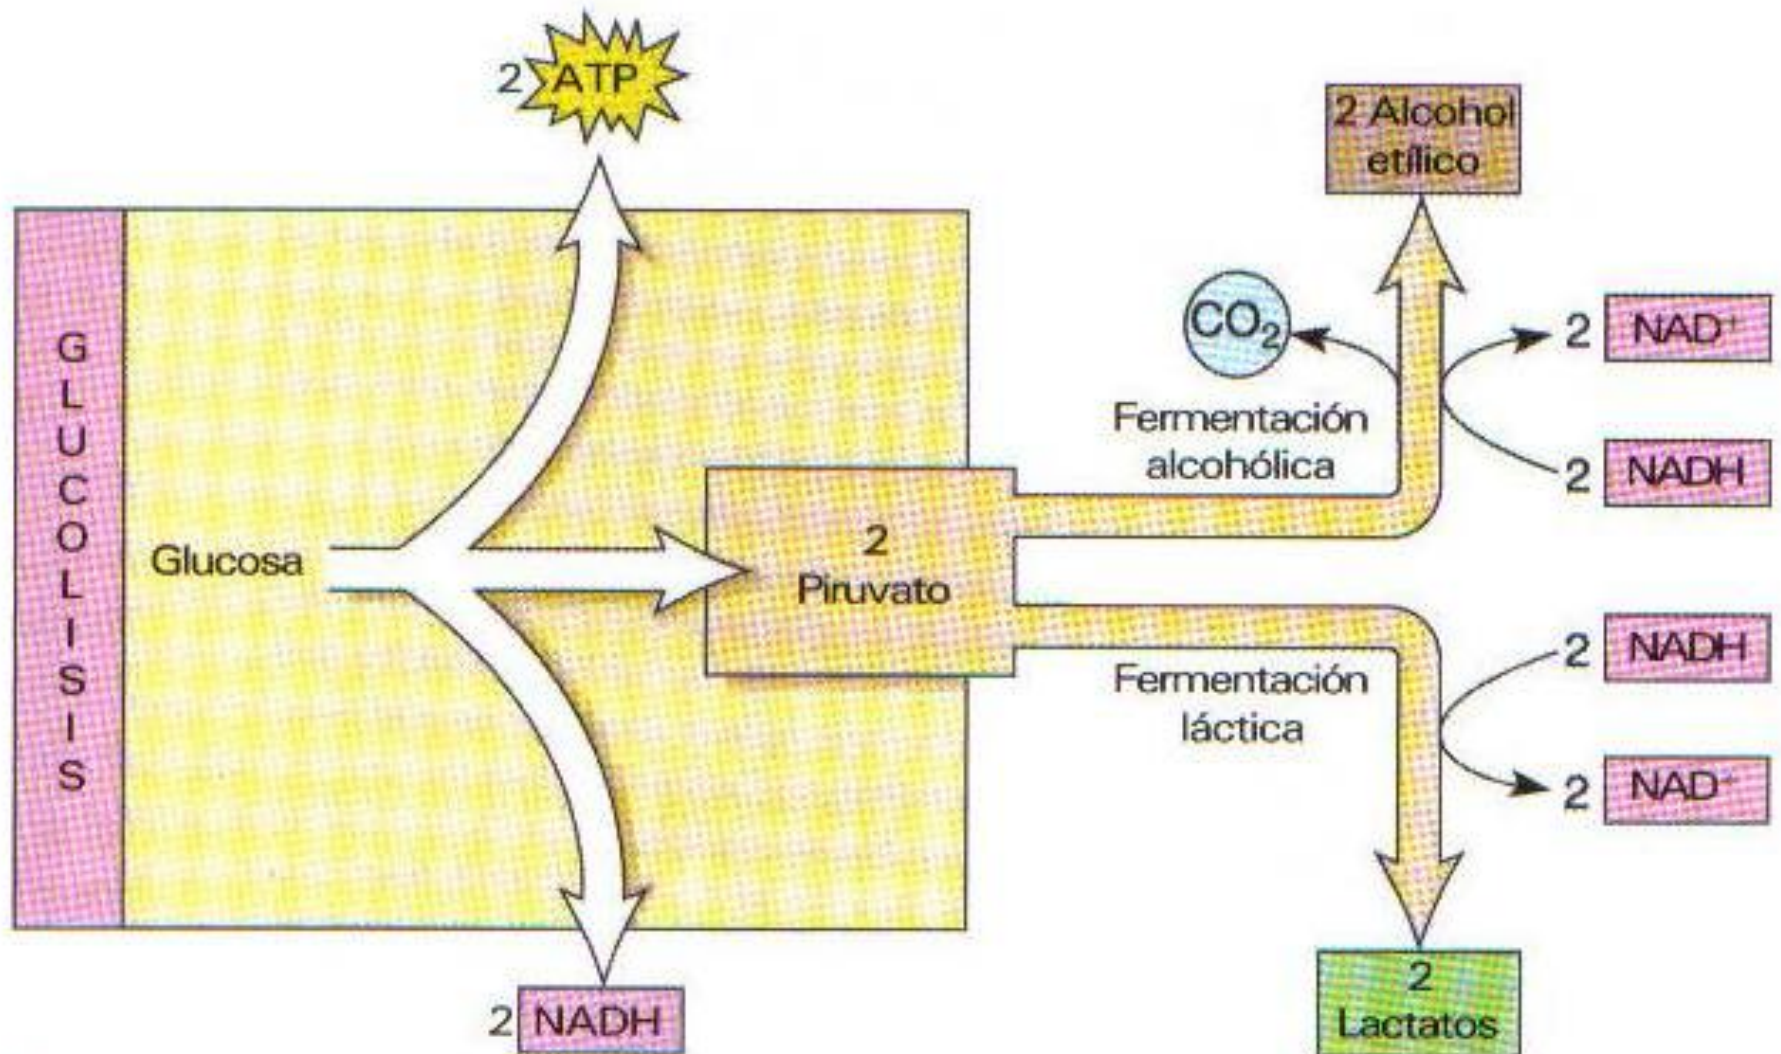 2 ATP
2 Alcohol
etílico
GLUCOLISIS
CO₂
2 NAD⁺
Fermentación
alcohólica
2 NADH
Glucosa
2
Piruvato
2 NADH
Fermentación
láctica
2 NAD⁺
2 NADH
2
Lactatos